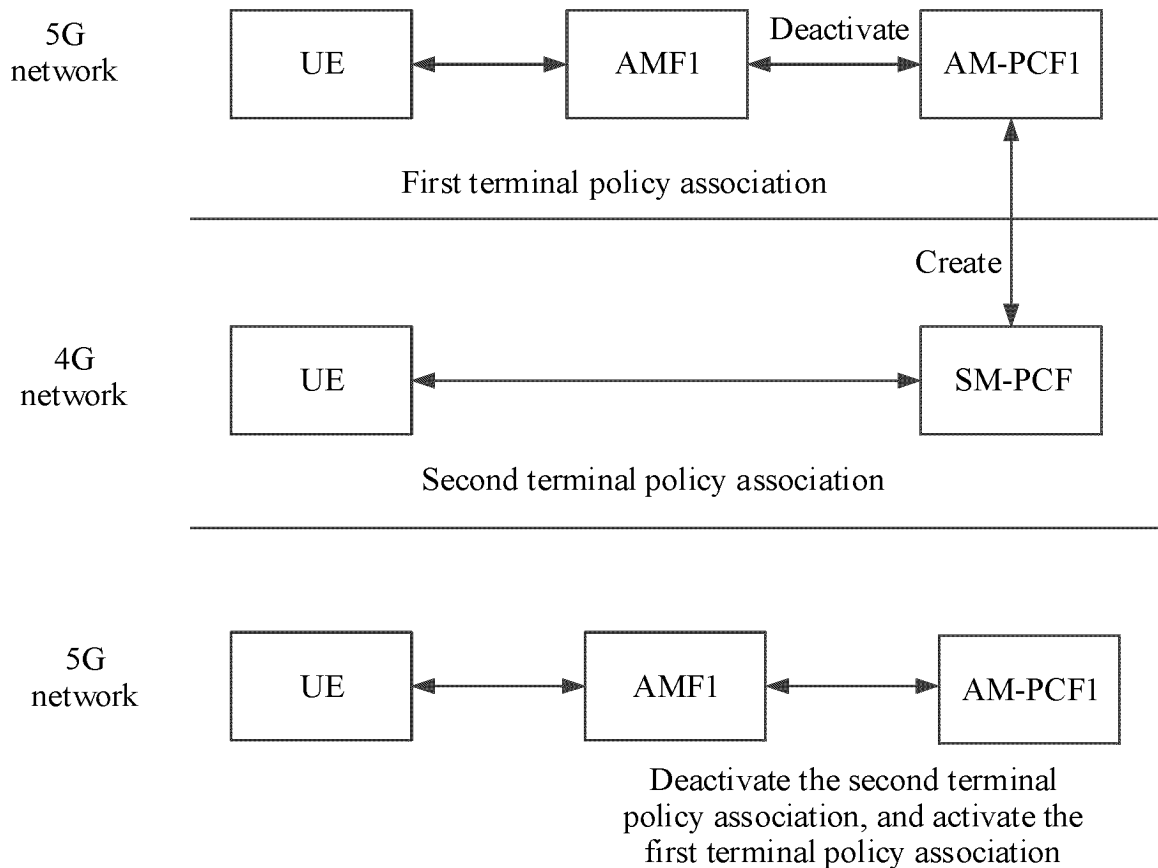 5G
network
UE
AMF1
Deactivate
AM-PCF1
First terminal policy association
Create
4G
network
UE
SM-PCF
Second terminal policy association
5G
network
UE
AMF1
AM-PCF1
Deactivate the second terminal
policy association, and activate the
first terminal policy association